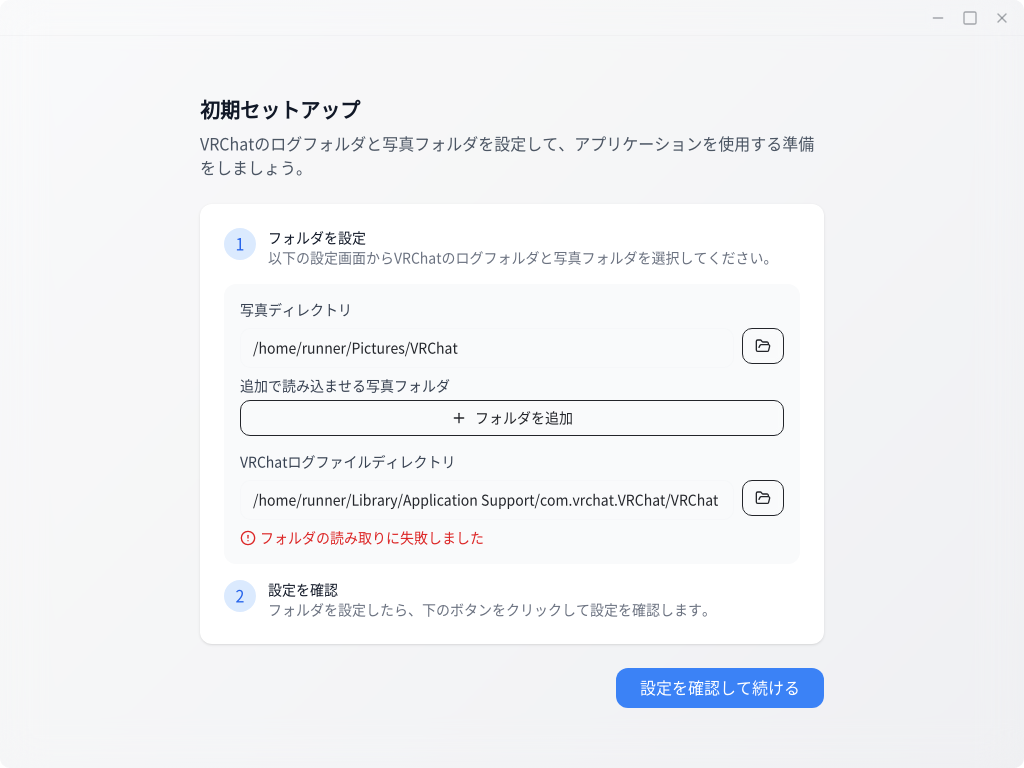 初期セットアップ
VRChatのログフォルダと写真フォルダを設定して、アプリケーションを使用する準備
をしましょう。
1
フォルダを設定
以下の設定画面からVRChatのログフォルダと写真フォルダを選択してください。
写真ディレクトリ
/home/runner/Pictures/VRChat
追加で読み込ませる写真フォルダ
フォルダを追加
VRChatログファイルディレクトリ
/home/runner/Library/Application Support/com.vrchat.VRChat/VRChat
フォルダの読み取りに失敗しました
2
設定を確認
フォルダを設定したら、下のボタンをクリックして設定を確認します。
設定を確認して続ける